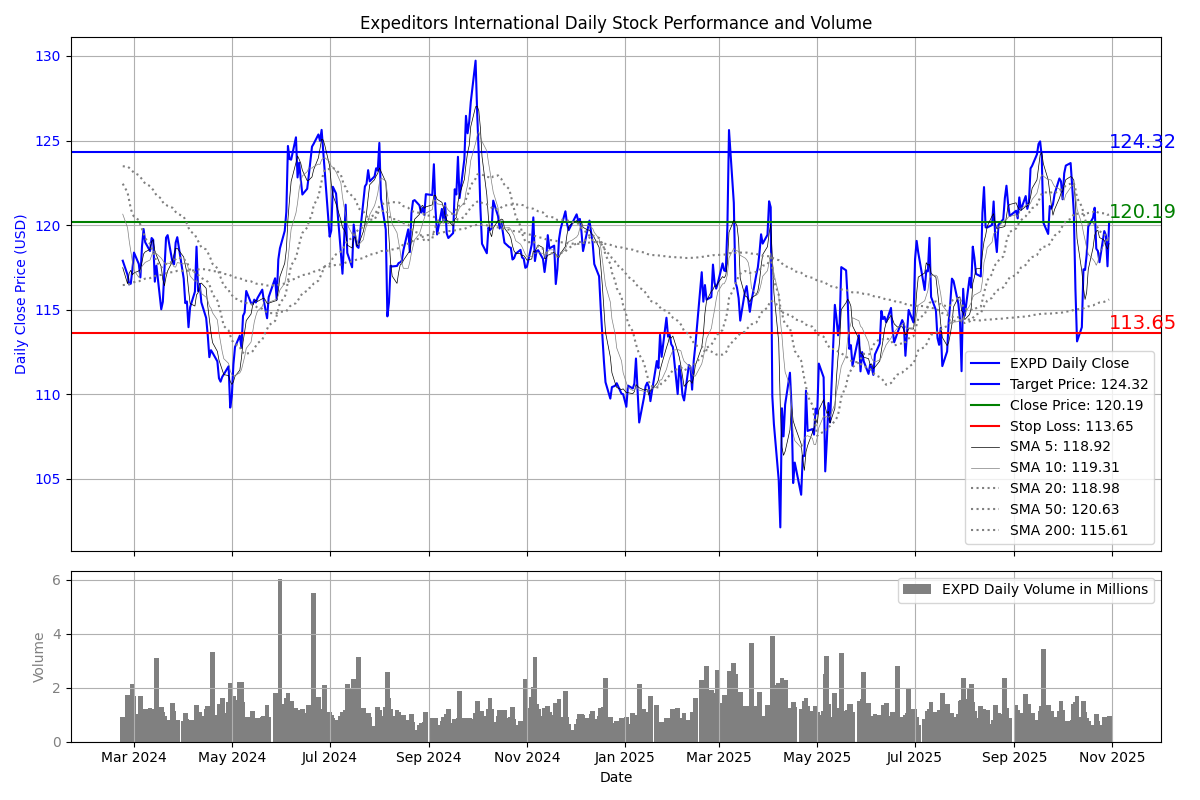 Expeditors International Daily Stock Performance and Volume
130
125
120
115
110
105
Daily Close Price (USD)
124.32
120.19
113.65
EXPD Daily Close
Target Price: 124.32
Close Price: 120.19
Stop Loss: 113.65
SMA 5: 118.92
SMA 10: 119.31
SMA 20: 118.98
SMA 50: 120.63
SMA 200: 115.61
6
4
2
0
Volume
EXPD Daily Volume in Millions
Mar 2024 May 2024 Jul 2024 Sep 2024 Nov 2024 Jan 2025 Mar 2025 May 2025 Jul 2025 Sep 2025 Nov 2025
Date